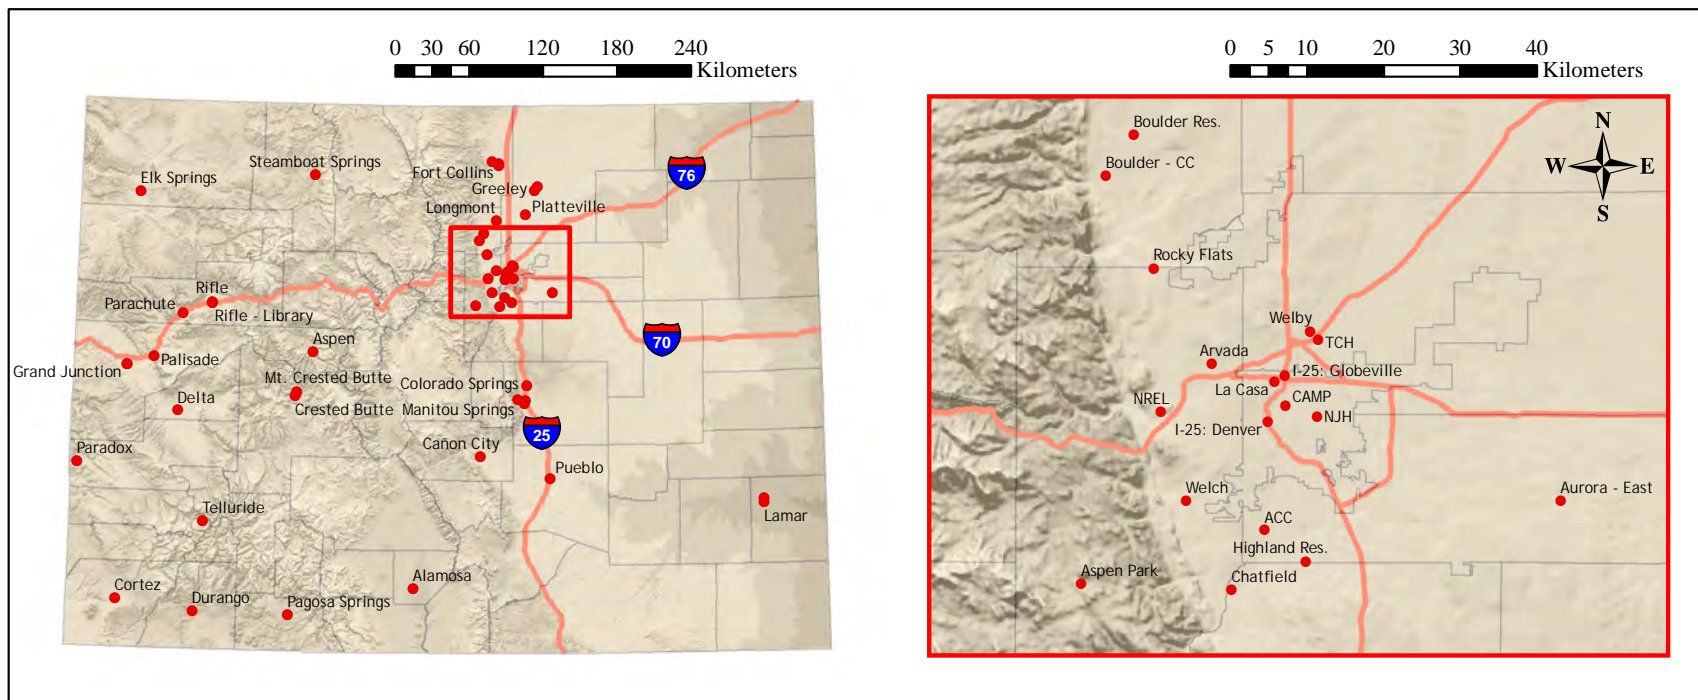 0 30 60 120 180 240
Kilometers
Steamboat Springs
Elk Springs
Fort Collins
Greeley
Longmont
Platteville
76
Rifle
Parachute
Rifle - Library
Aspen
70
Palisade
Grand Junction
Mt. Crested Butte
Colorado Springs
Delta
Crested Butte
Manitou Springs
25
Cañon City
Paradox
Pueblo
Telluride
Lamar
Alamosa
Cortez
Durango
Pagosa Springs
0 5 10 20 30 40
Kilometers
N
W E
S
Boulder Res.
Boulder - CC
Rocky Flats
Welby
TCH
Arvada
I-25: Globeville
La Casa
NREL
CAMP
NJH
I-25: Denver
Welch
Aurora - East
ACC
Highland Res.
Aspen Park
Chatfield